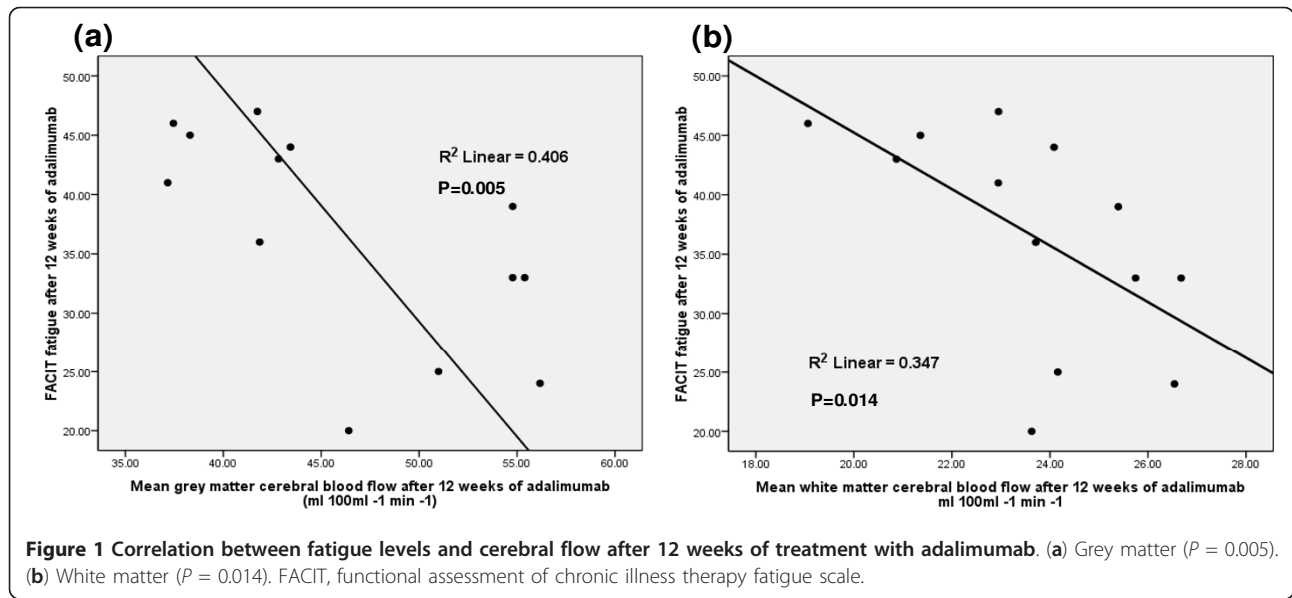 (a)
50.00
45.00
40.00
35.00
30.00
25.00
20.00
FACIT fatigue after 12 weeks of adalimumab
R² Linear = 0.406
P=0.005
35.00 40.00 45.00 50.00 55.00 60.00
Mean grey matter cerebral blood flow after 12 weeks of adalimumab
(ml 100ml -1 min -1)
(b)
50.00
45.00
40.00
35.00
30.00
25.00
20.00
FACIT fatigue after 12 weeks of adalimumab
R² Linear = 0.347
P=0.014
18.00 20.00 22.00 24.00 26.00 28.00
Mean white matter cerebral blood flow after 12 weeks of adalimumab
ml 100ml -1 min -1
Figure 1 Correlation between fatigue levels and cerebral flow after 12 weeks of treatment with adalimumab. (a) Grey matter (P = 0.005).
(b) White matter (P = 0.014). FACIT, functional assessment of chronic illness therapy fatigue scale.